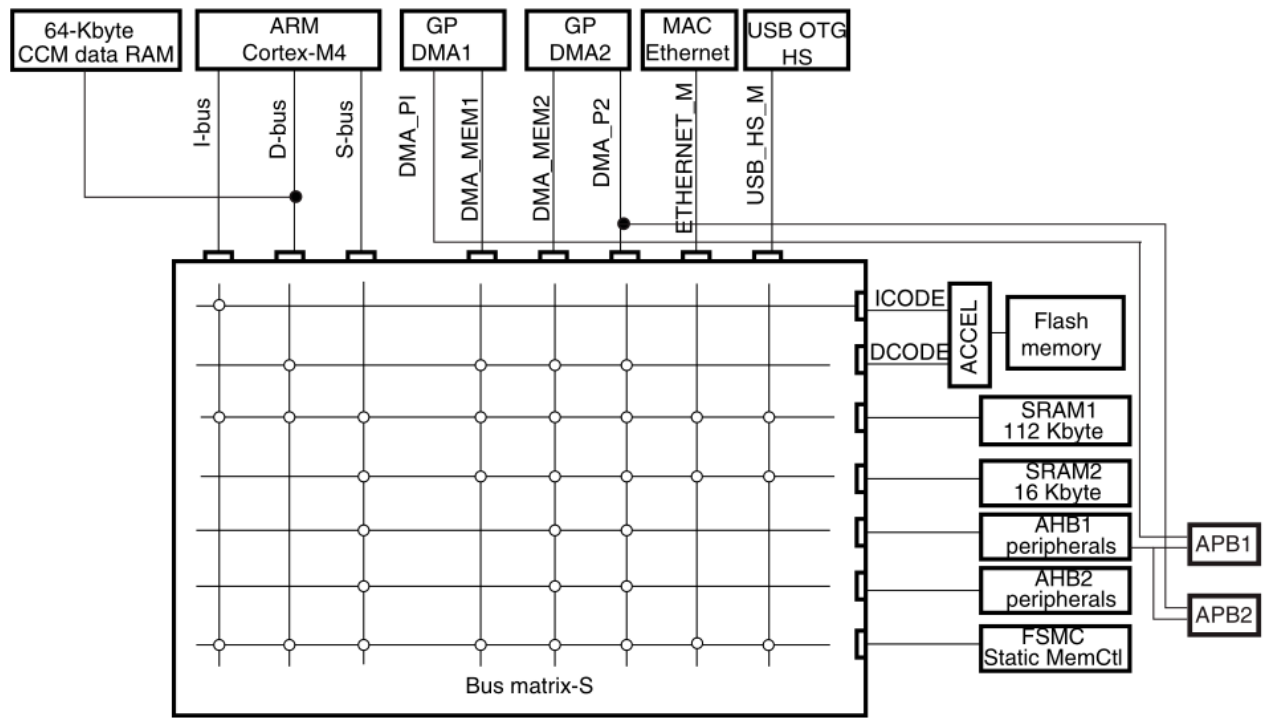 64-Kbyte
CCM data RAM
ARM
Cortex-M4
GP
DMA1
GP
DMA2
MAC
Ethernet
USB OTG
HS
I-bus
D-bus
S-bus
DMA_PI
DMA_MEM1
DMA_MEM2
DMA_P2
ETHERNET_M
USB_HS_M
ICODE
DCODE
ACCEL
Flash
memory
SRAM1
112 Kbyte
SRAM2
16 Kbyte
AHB1
peripherals
APB1
AHB2
peripherals
APB2
FSMC
Static MemCtl
Bus matrix-S